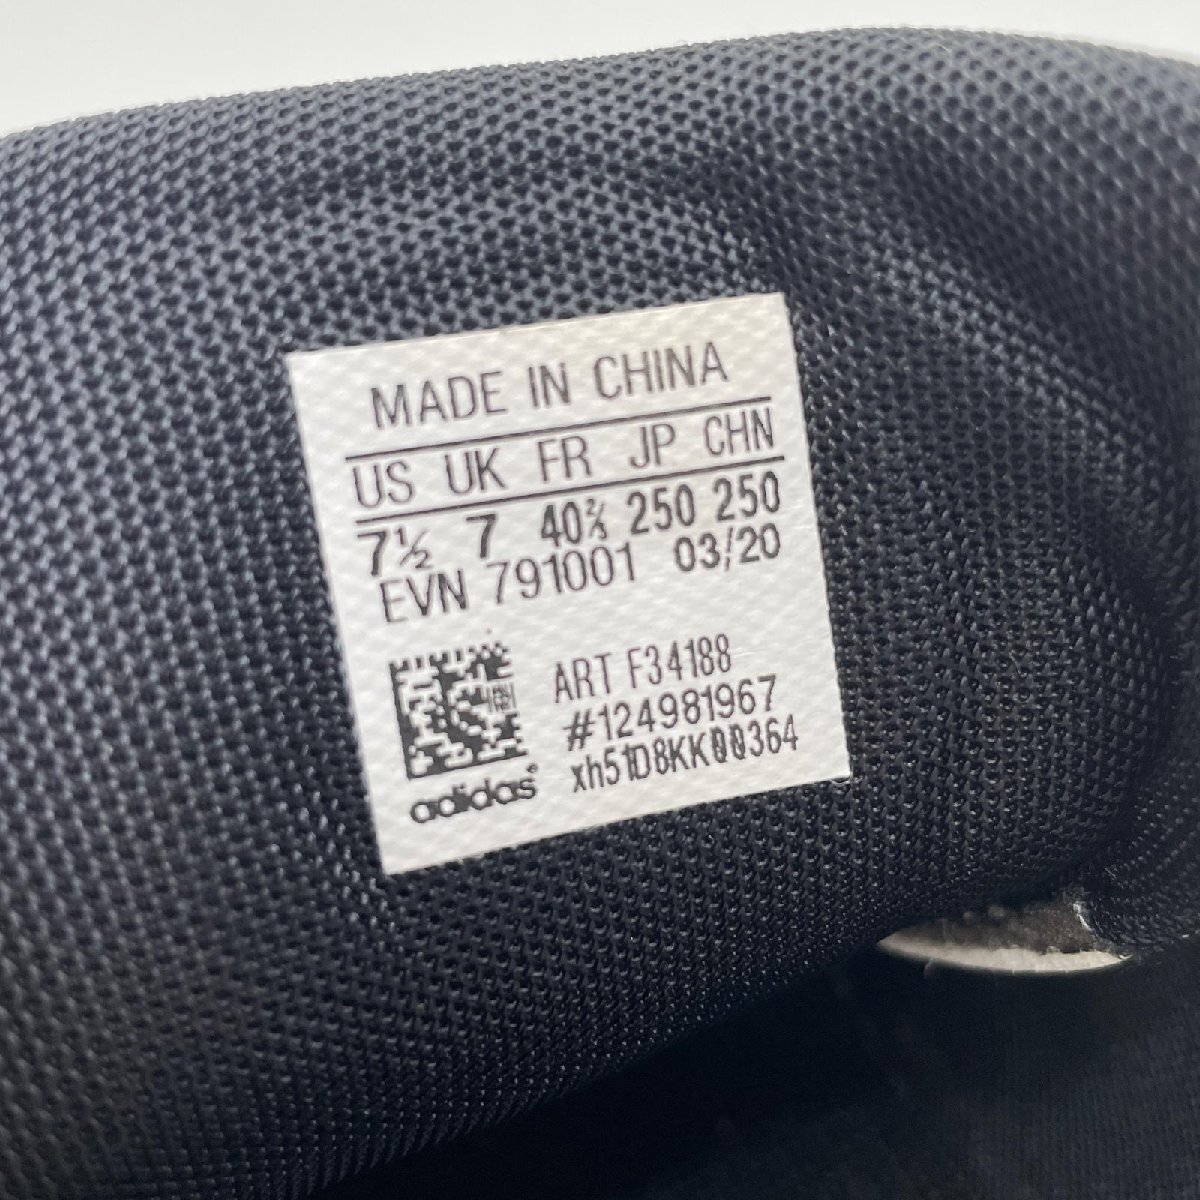 MADE IN CHINA
US UK FR JP CHN
7½ 7 40⅔ 250 250
EVN 791001 03/20
ART F34188
#124981967
adidas®